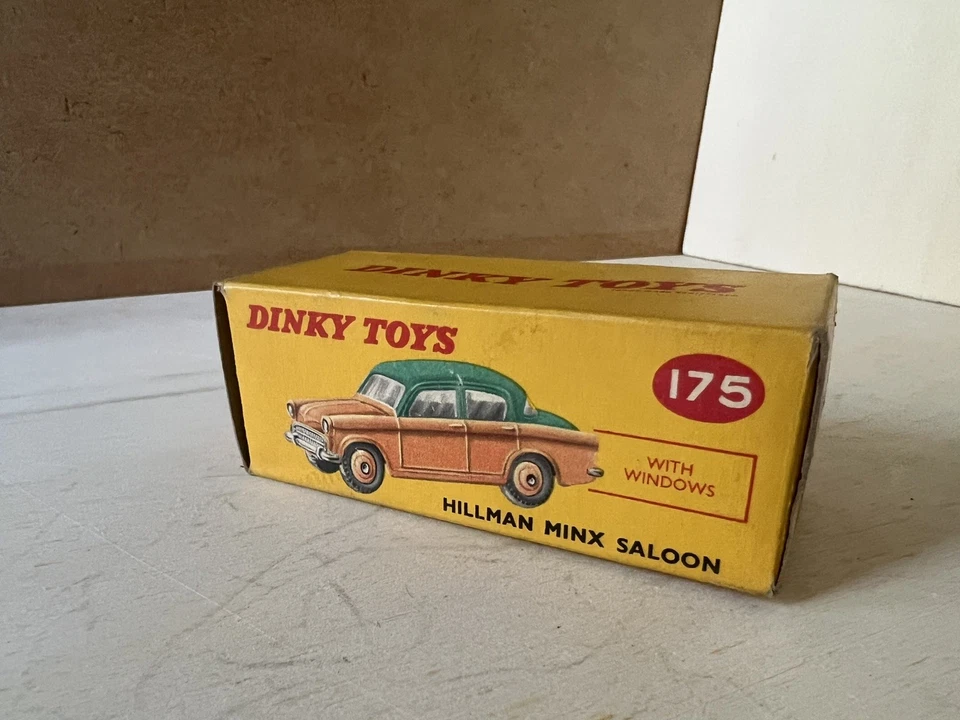 DINKY TOYS
DINKY TOYS
175
WITH
WINDOWS
HILLMAN MINX SALOON